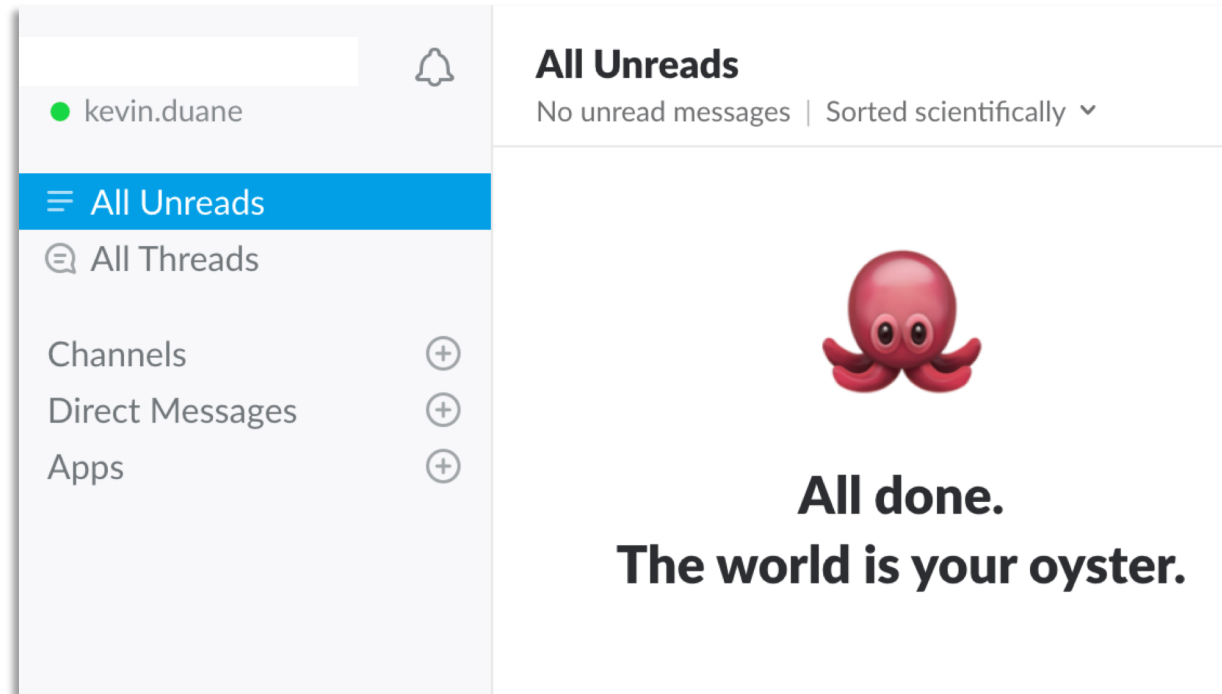 kevin.duane
All Unreads
All Threads
Channels
Direct Messages
Apps
All Unreads
No unread messages | Sorted scientifically
All done.
The world is your oyster.